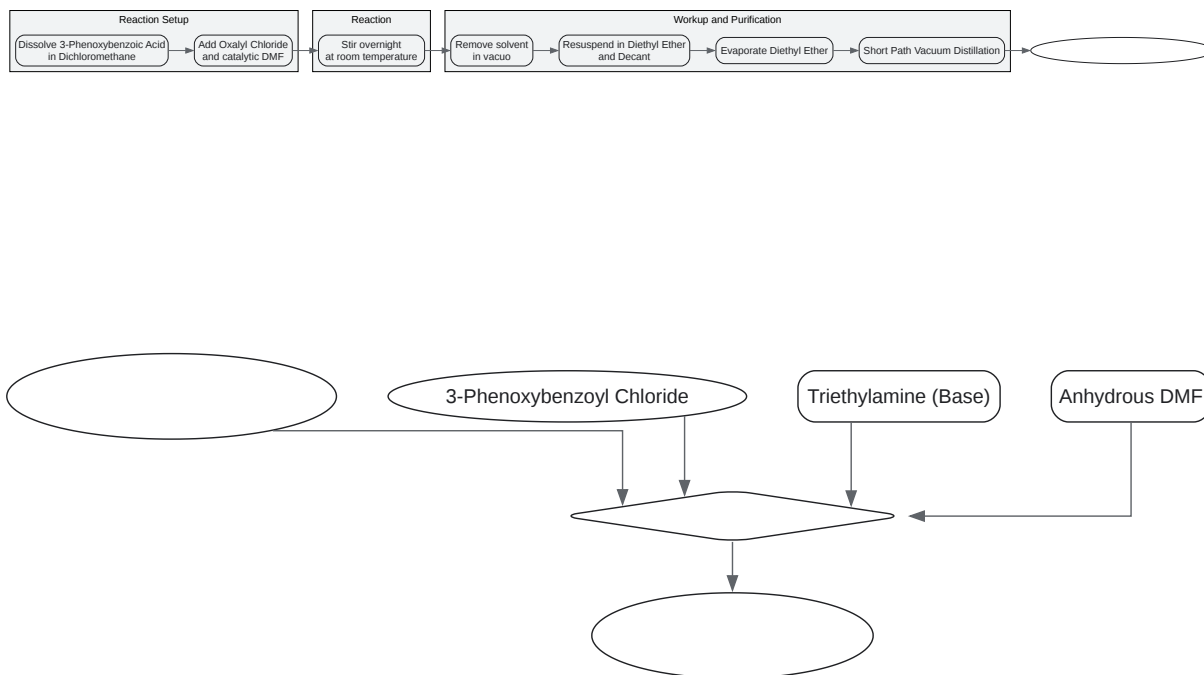 Reaction Setup
Dissolve 3-Phenoxybenzoic Acid
in Dichloromethane
Add Oxalyl Chloride
and catalytic DMF
Reaction
Stir overnight
at room temperature
Workup and Purification
Remove solvent
in vacuo
Resuspend in Diethyl Ether
and Decant
Evaporate Diethyl Ether
Short Path Vacuum Distillation
3-Phenoxybenzoyl Chloride
Triethylamine (Base)
Anhydrous DMF